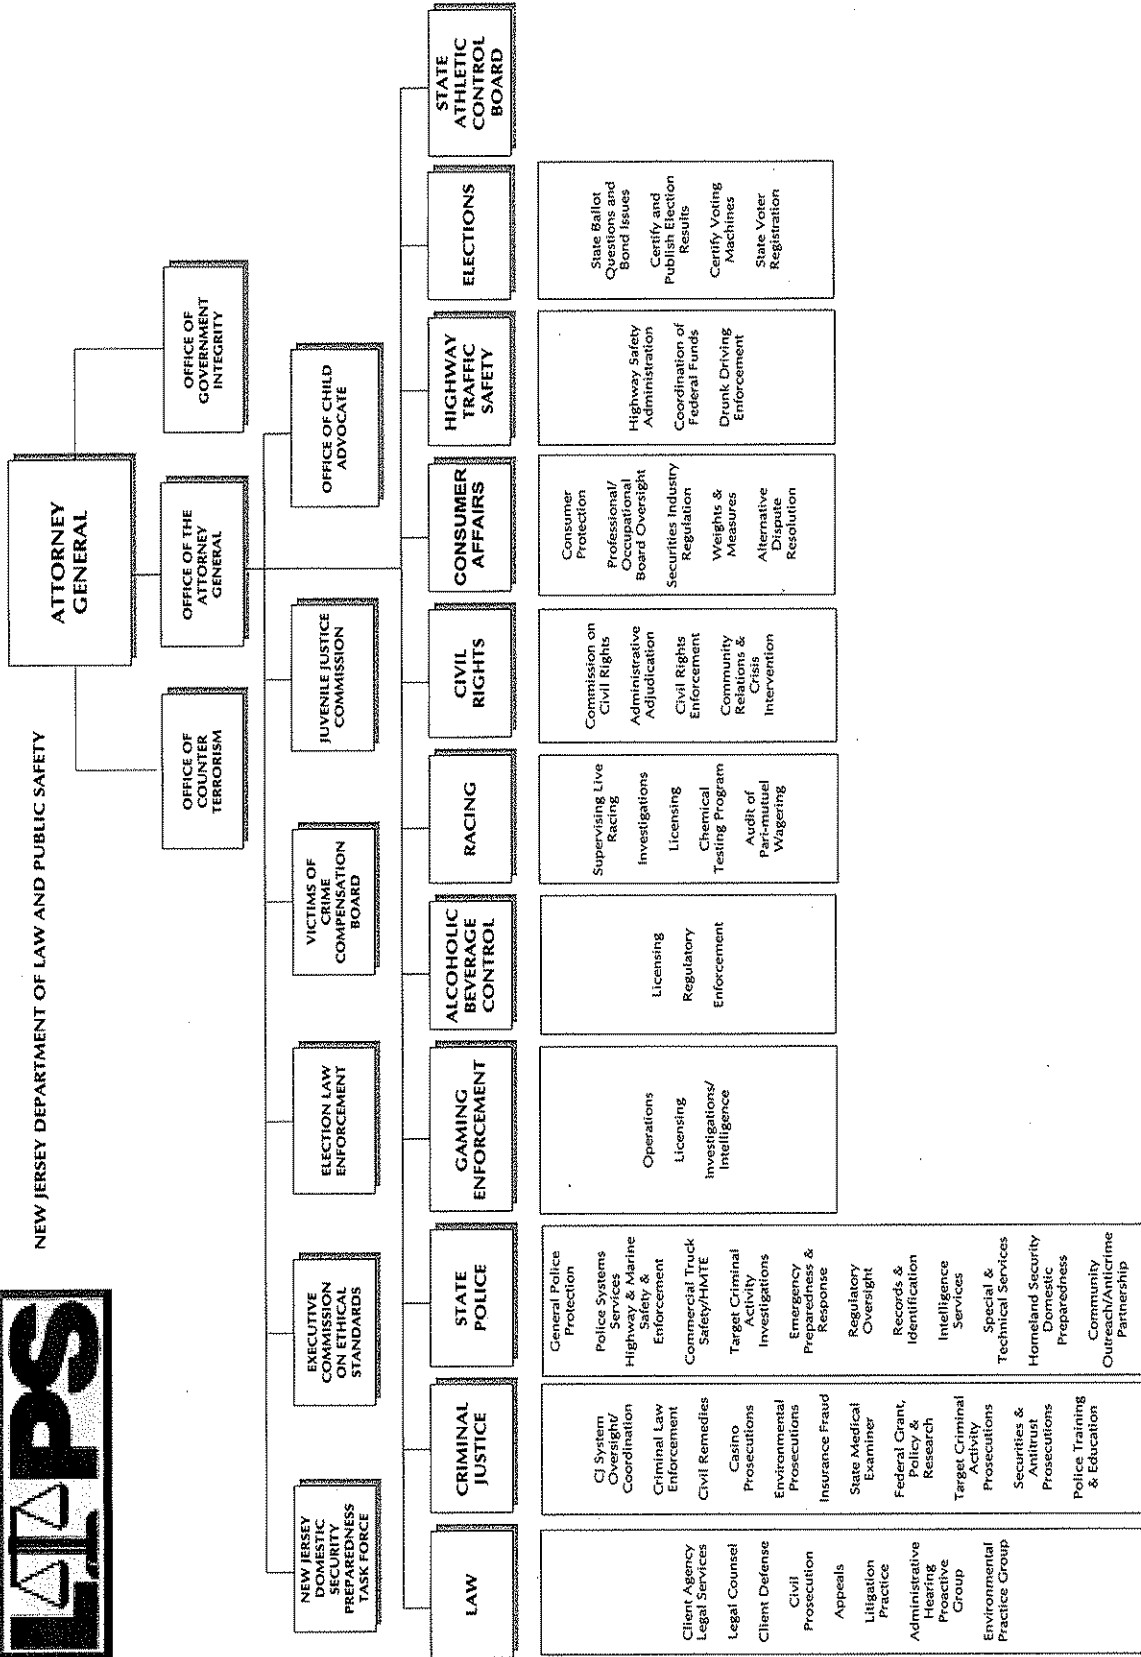 L&PS
NEW JERSEY DEPARTMENT OF LAW AND PUBLIC SAFETY
ATTORNEY
GENERAL
OFFICE OF
COUNTER
TERRORISM
OFFICE OF THE
ATTORNEY
GENERAL
OFFICE OF
GOVERNMENT
INTEGRITY
NEW JERSEY
DOMESTIC
SECURITY
PREPAREDNESS
TASK FORCE
EXECUTIVE
COMMISSION
ON ETHICAL
STANDARDS
ELECTION LAW
ENFORCEMENT
VICTIMS OF
CRIME
COMPENSATION
BOARD
JUVENILE JUSTICE
COMMISSION
OFFICE OF CHILD
ADVOCATE
LAW
CRIMINAL
JUSTICE
STATE
POLICE
GAMING
ENFORCEMENT
ALCOHOLIC
BEVERAGE
CONTROL
RACING
CIVIL
RIGHTS
CONSUMER
AFFAIRS
HIGHWAY
TRAFFIC
SAFETY
ELECTIONS
STATE
ATHLETIC
CONTROL
BOARD
Client Agency
Legal Services
Legal Counsel
Client Defense
Civil
Prosecution
Appeals
Litigation
Practice
Administrative
Hearing
Proactive
Group
Environmental
Practice Group
CJ System
Oversight/
Coordination
Criminal Law
Enforcement
Civil Remedies
Casino
Prosecutions
Environmental
Prosecutions
Insurance Fraud
State Medical
Examiner
Federal Grant,
Policy &
Research
Target Criminal
Activity
Prosecutions
Securities &
Antitrust
Prosecutions
Police Training
& Education
General Police
Protection
Police Systems
Services
Highway & Marine
Safety &
Enforcement
Commercial Truck
Safety/HMTE
Target Criminal
Activity
Investigations
Emergency
Preparedness &
Response
Regulatory
Oversight
Records &
Identification
Intelligence
Services
Special &
Technical Services
Homeland Security
Domestic
Preparedness
Community
Outreach/Anticrime
Partnership
Operations
Licensing
Investigations/
Intelligence
Licensing
Regulatory
Enforcement
Supervising Live
Racing
Investigations
Licensing
Chemical
Testing Program
Audit of
Pari-mutuel
Wagering
Commission on
Civil Rights
Administrative
Adjudication
Civil Rights
Enforcement
Community
Relations &
Crisis
Intervention
Consumer
Protection
Professional/
Occupational
Board Oversight
Securities Industry
Regulation
Weights &
Measures
Alternative
Dispute
Resolution
Highway Safety
Administration
Coordination of
Federal Funds
Drunk Driving
Enforcement
State Ballot
Questions and
Bond Issues
Certify and
Publish Election
Results
Certify Voting
Machines
State Voter
Registration